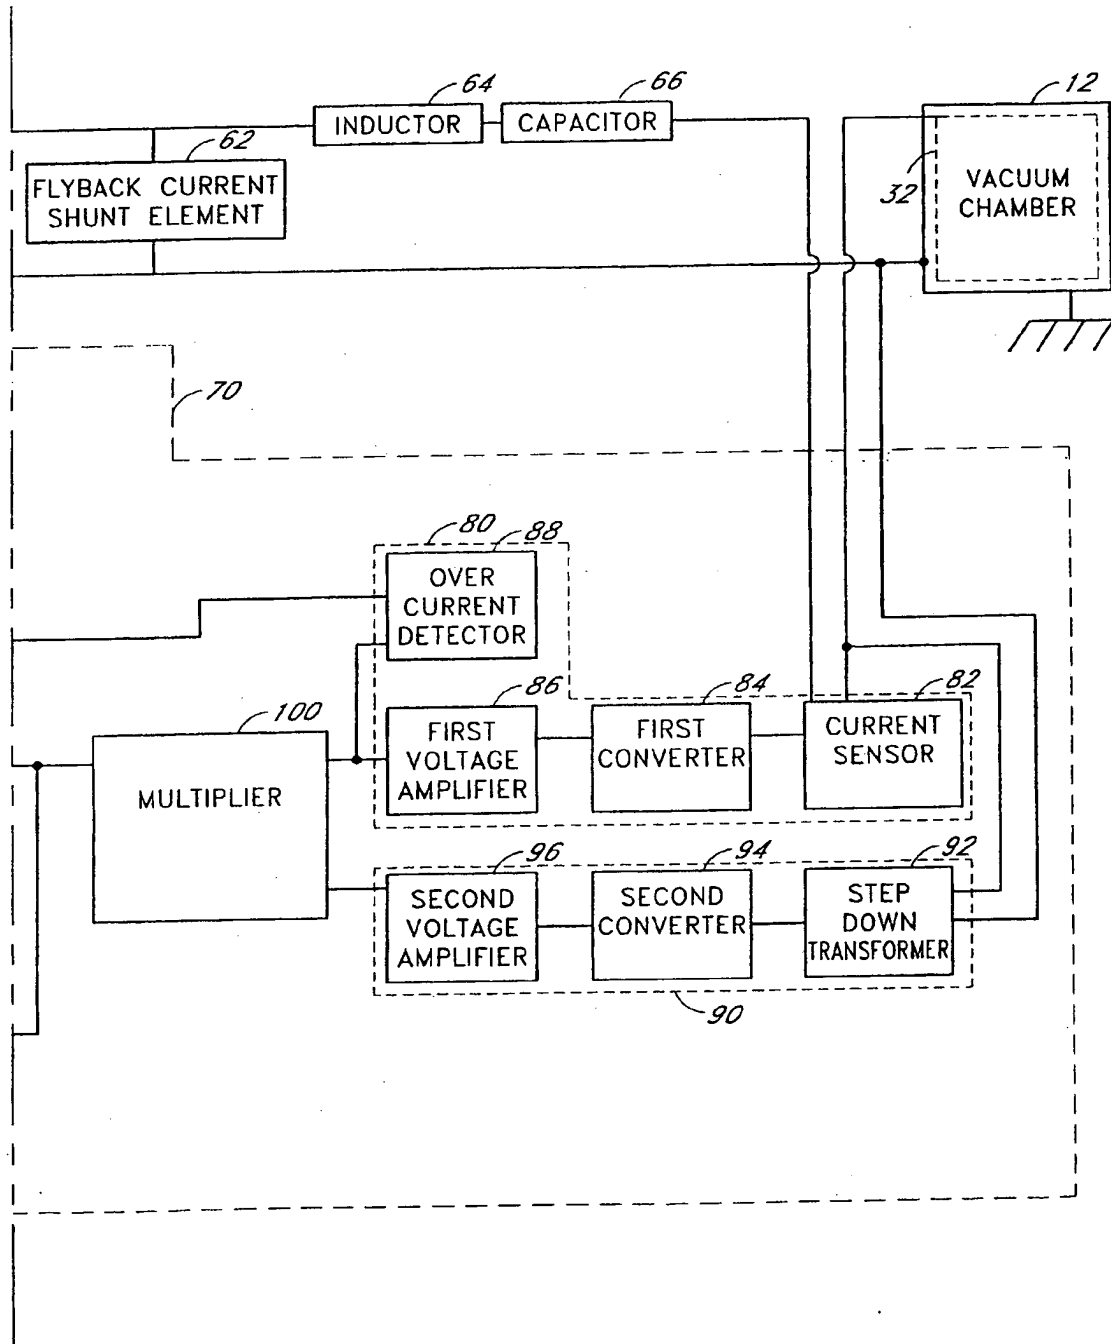 64
66
12
INDUCTOR
CAPACITOR
62
FLYBACK CURRENT
SHUNT ELEMENT
32
VACUUM
CHAMBER
70
80
88
OVER
CURRENT
DETECTOR
86
84
82
100
FIRST
VOLTAGE
AMPLIFIER
FIRST
CONVERTER
CURRENT
SENSOR
MULTIPLIER
96
94
92
SECOND
VOLTAGE
AMPLIFIER
SECOND
CONVERTER
STEP
DOWN
TRANSFORMER
90